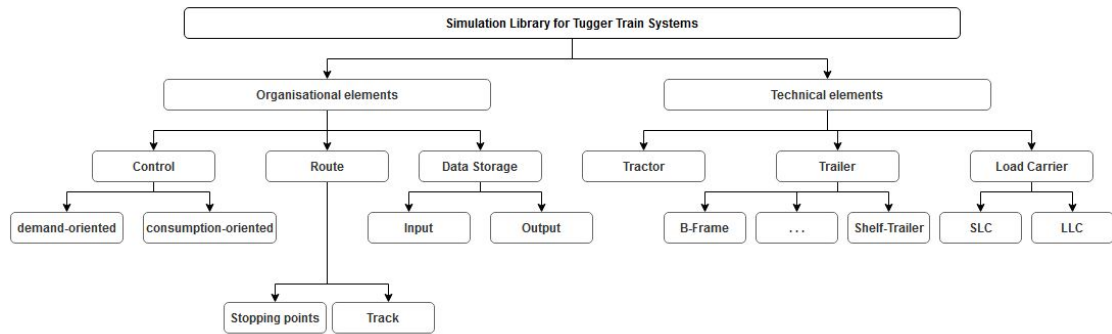 Simulation Library for Tugger Train Systems
Organisational elements
Technical elements
Control
Route
Data Storage
Tractor
Trailer
Load Carrier
demand-oriented
consumption-oriented
Input
Output
B-Frame
...
Shelf-Trailer
SLC
LLC
Stopping points
Track